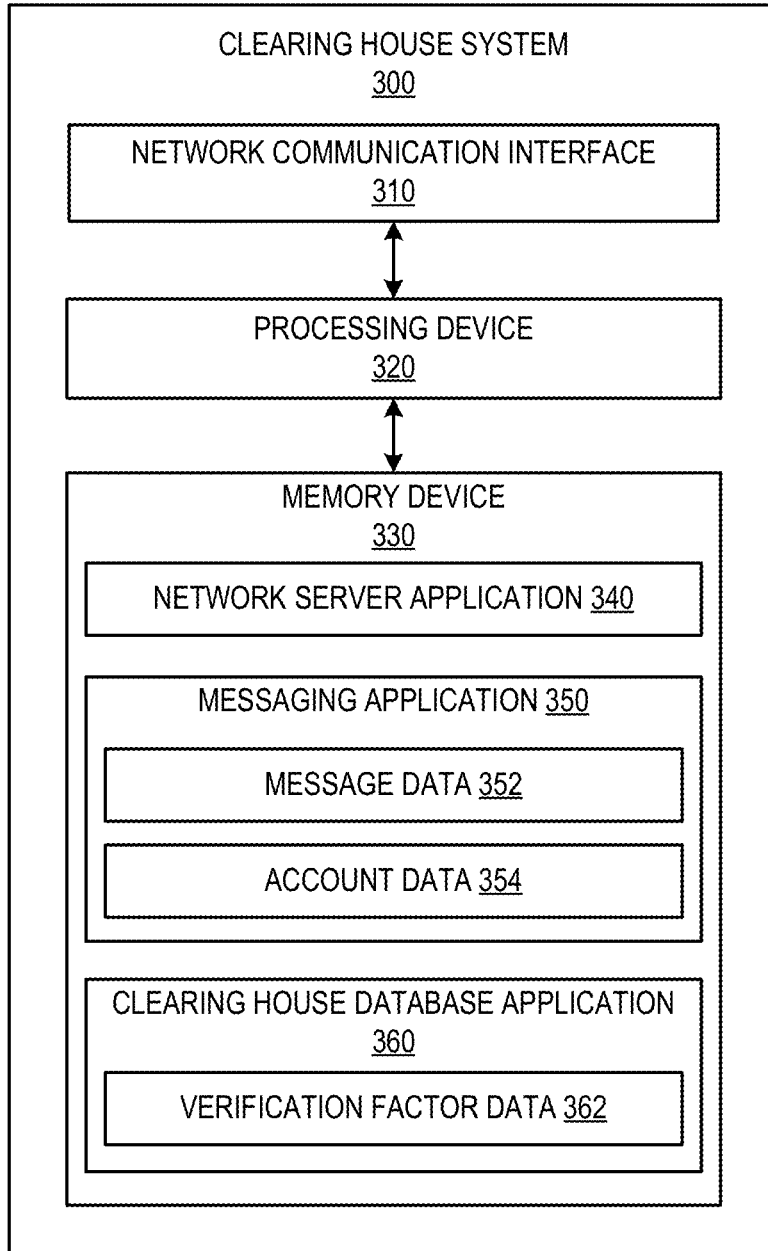 CLEARING HOUSE SYSTEM
300
NETWORK COMMUNICATION INTERFACE
310
PROCESSING DEVICE
320
MEMORY DEVICE
330
NETWORK SERVER APPLICATION 340
MESSAGING APPLICATION 350
MESSAGE DATA 352
ACCOUNT DATA 354
CLEARING HOUSE DATABASE APPLICATION
360
VERIFICATION FACTOR DATA 362